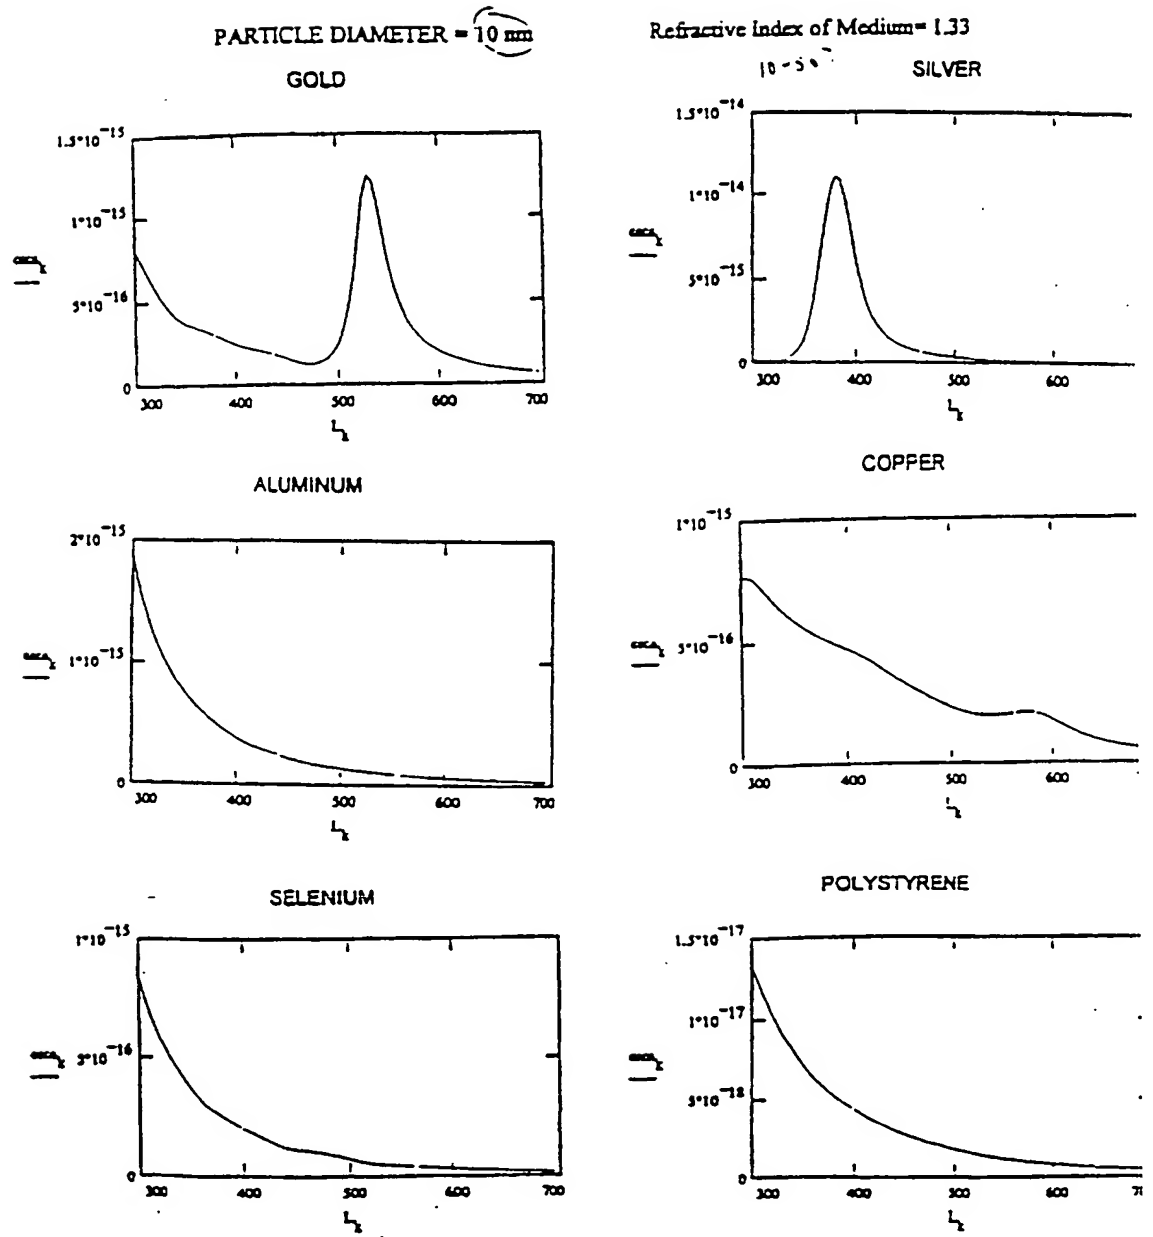 PARTICLE DIAMETER = 10 nm
Refractive Index of Medium= 1.33
GOLD
SILVER
1.5*10^-15
1*10^-15
5*10^-16
0
300 400 500 600 700
1.5*10^-14
1*10^-14
5*10^-15
0
300 400 500 600
ALUMINUM
COPPER
2*10^-15
1*10^-15
0
300 400 500 600 700
1*10^-15
5*10^-16
0
300 400 500 600
SELENIUM
POLYSTYRENE
1*10^-15
5*10^-16
0
300 400 500 600 700
1.5*10^-17
1*10^-17
5*10^-18
0
300 400 500 600